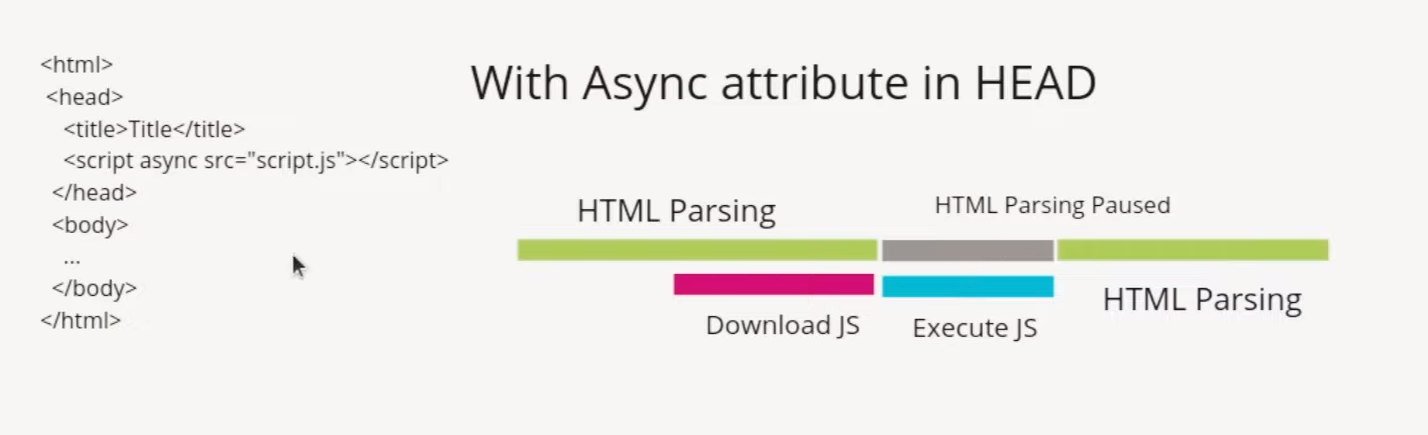 <html>
<head>
<title>Title</title>
<script async src="script.js"></script>
</head>
<body>
...
</body>
</html>
With Async attribute in HEAD
HTML Parsing
HTML Parsing Paused
Download JS
Execute JS
HTML Parsing